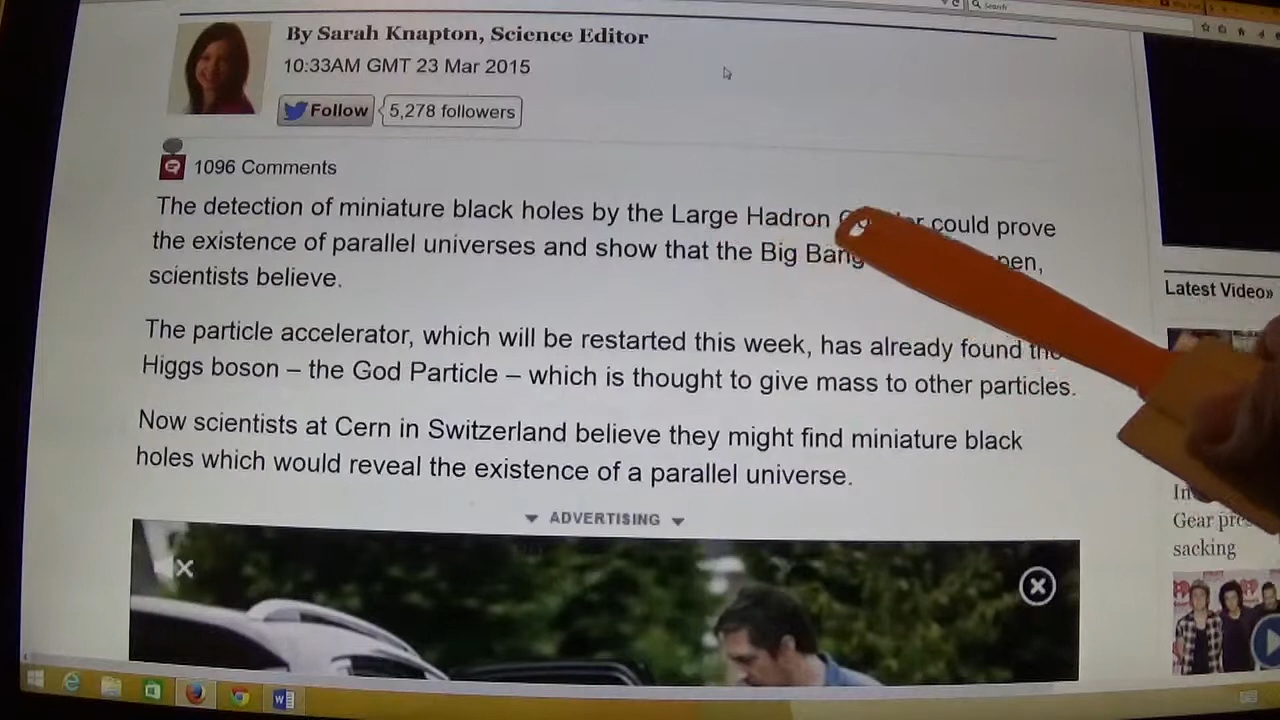 Search
By Sarah Knapton, Science Editor
10:33AM GMT 23 Mar 2015
Follow
5,278 followers
1096 Comments
The detection of miniature black holes by the Large Hadron could prove
the existence of parallel universes and show that the Big Bang
scientists believe.
The particle accelerator, which will be restarted this week, has already found the
Higgs boson – the God Particle – which is thought to give mass to other particles.
Now scientists at Cern in Switzerland believe they might find miniature black
holes which would reveal the existence of a parallel universe.
ADVERTISING
Latest Video»
Gear
sacking